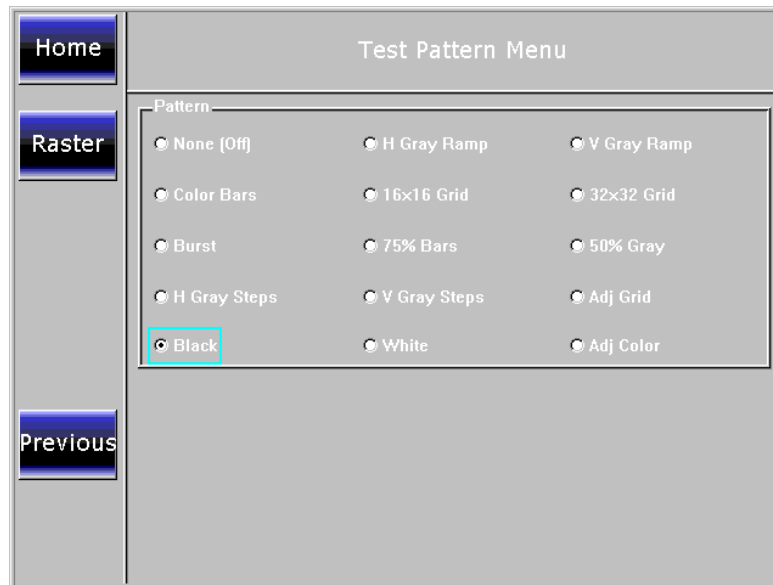 Home
Test Pattern Menu
Raster
Pattern
None (Off)
H Gray Ramp
V Gray Ramp
Color Bars
16x16 Grid
32x32 Grid
Burst
75% Bars
50% Gray
H Gray Steps
V Gray Steps
Adj Grid
Black
White
Adj Color
Previous